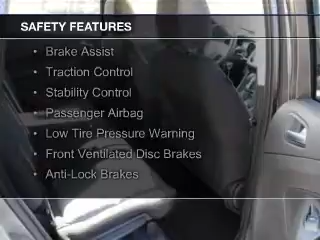 SAFETY FEATURES
• Brake Assist
• Traction Control
• Stability Control
• Passenger Airbag
• Low Tire Pressure Warning
• Front Ventilated Disc Brakes
• Anti-Lock Brakes